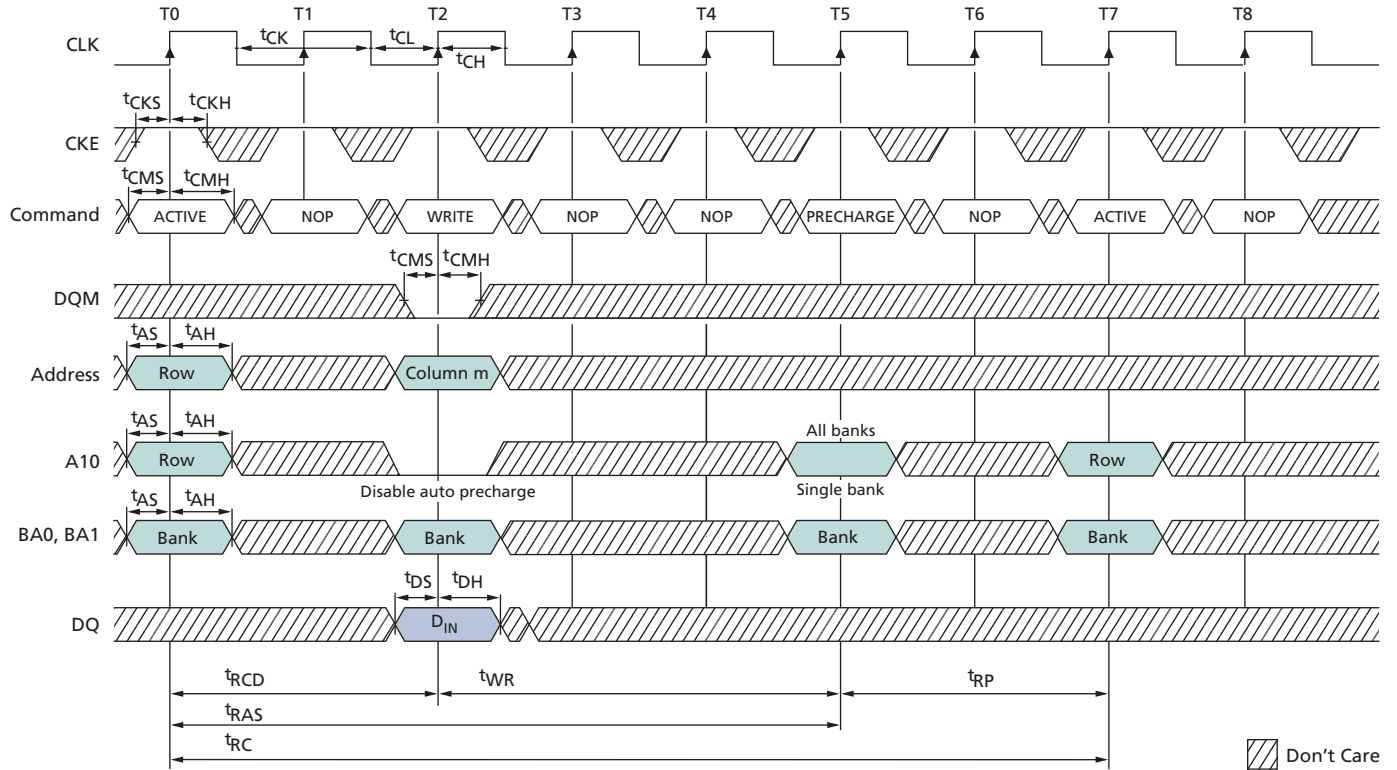 T0 T1 T2 T3 T4 T5 T6 T7 T8
CLK
tCK tCL
tCH
tCKS tCKH
CKE
tCMS tCMH
Command ACTIVE NOP WRITE NOP NOP PRECHARGE NOP ACTIVE NOP
tCMS tCMH
DQM
tAS tAH
Address Row Column m
tAS tAH
All banks
A10 Row Row
Disable auto precharge Single bank
tAS tAH
BA0, BA1 Bank Bank Bank Bank
tDS tDH
DQ DIN
tRCD tWR tRP
tRAS
tRC
Don't Care